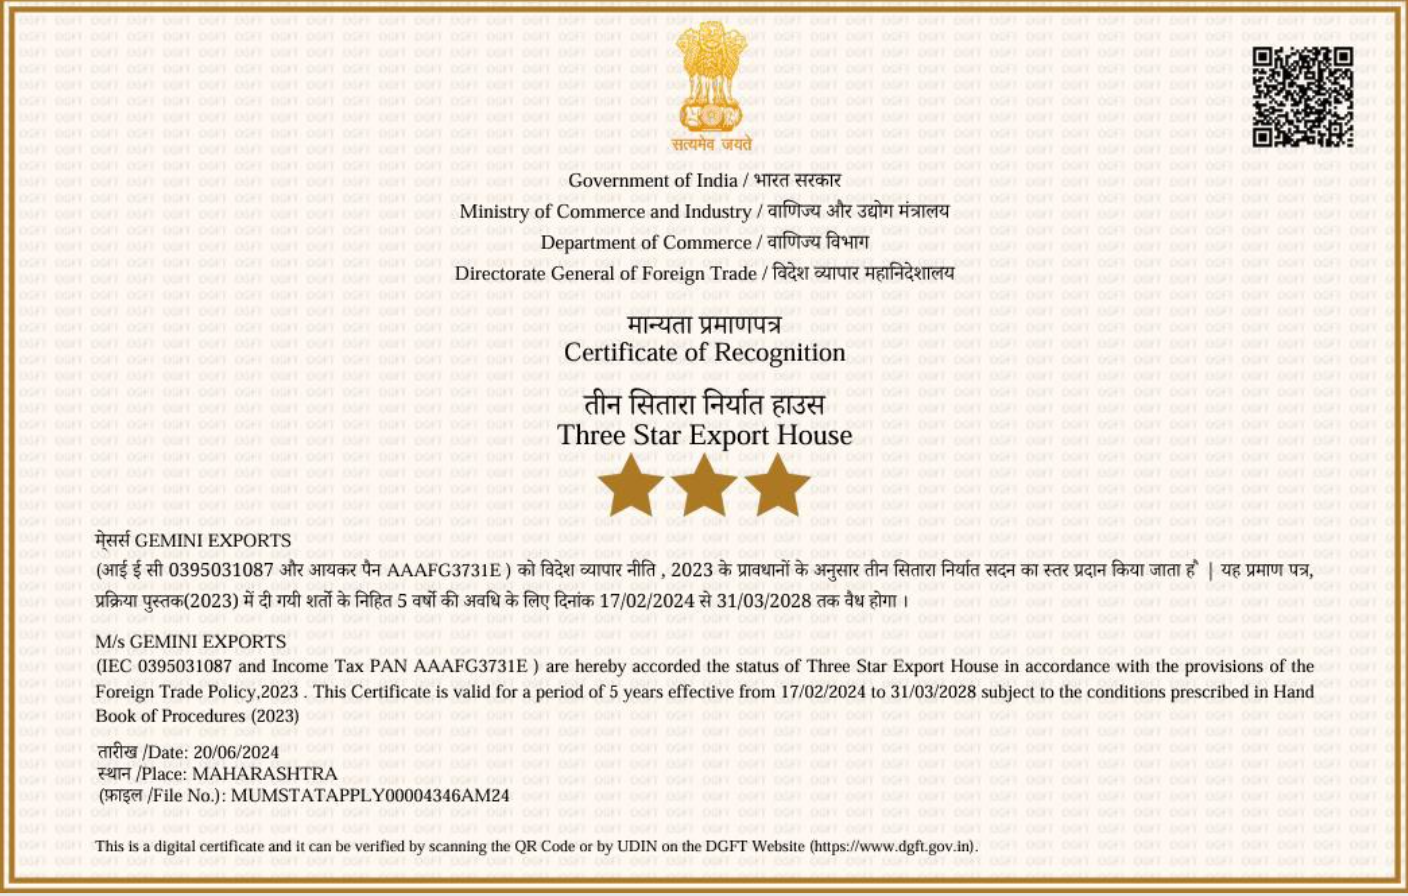 सत्यमेव जयते
Government of India / भारत सरकार
Ministry of Commerce and Industry / वाणिज्य और उद्योग मंत्रालय
Department of Commerce / वाणिज्य विभाग
Directorate General of Foreign Trade / विदेश व्यापार महानिदेशालय
मान्यता प्रमाणपत्र
Certificate of Recognition
तीन सितारा निर्यात हाउस
Three Star Export House
मे्सर्स GEMINI EXPORTS
(आई ई सी 0395031087 और आयकर पैन AAAFG3731E ) को विदेश व्यापार नीति , 2023 के प्रावधानों के अनुसार तीन सितारा निर्यात सदन का स्तर प्रदान किया जाता हैं | यह प्रमाण पत्र,
प्रक्रिया पुस्तक(2023) में दी गयी शर्तो के निहित 5 वर्षो की अवधि के लिए दिनांक 17/02/2024 से 31/03/2028 तक वैध होगा ।
M/s GEMINI EXPORTS
(IEC 0395031087 and Income Tax PAN AAAFG3731E ) are hereby accorded the status of Three Star Export House in accordance with the provisions of the
Foreign Trade Policy,2023 . This Certificate is valid for a period of 5 years effective from 17/02/2024 to 31/03/2028 subject to the conditions prescribed in Hand
Book of Procedures (2023)
तारीख /Date: 20/06/2024
स्थान /Place: MAHARASHTRA
(फ़ाइल /File No.): MUMSTATAPPLY00004346AM24
This is a digital certificate and it can be verified by scanning the QR Code or by UDIN on the DGFT Website (https://www.dgft.gov.in).